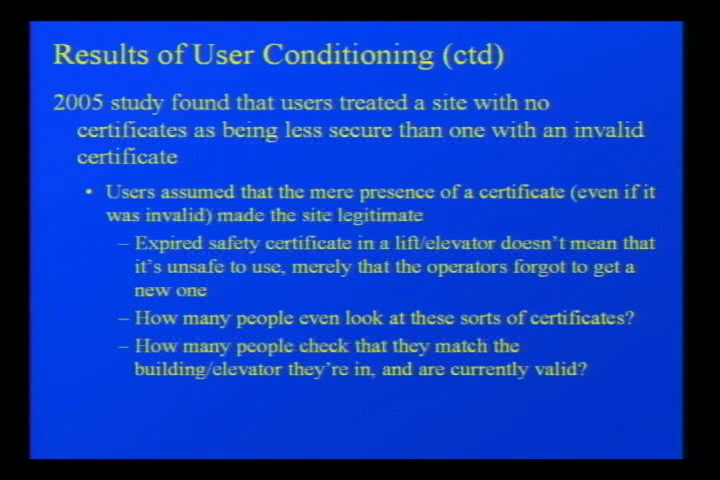 Results of User Conditioning (ctd)
2005 study found that users treated a site with no
certificates as being less secure than one with an invalid
certificate
• Users assumed that the mere presence of a certificate (even if it
was invalid) made the site legitimate
– Expired safety certificate in a lift/elevator doesn't mean that
it's unsafe to use, merely that the operators forgot to get a
new one
– How many people even look at these sorts of certificates?
– How many people check that they match the
building/elevator they're in, and are currently valid?